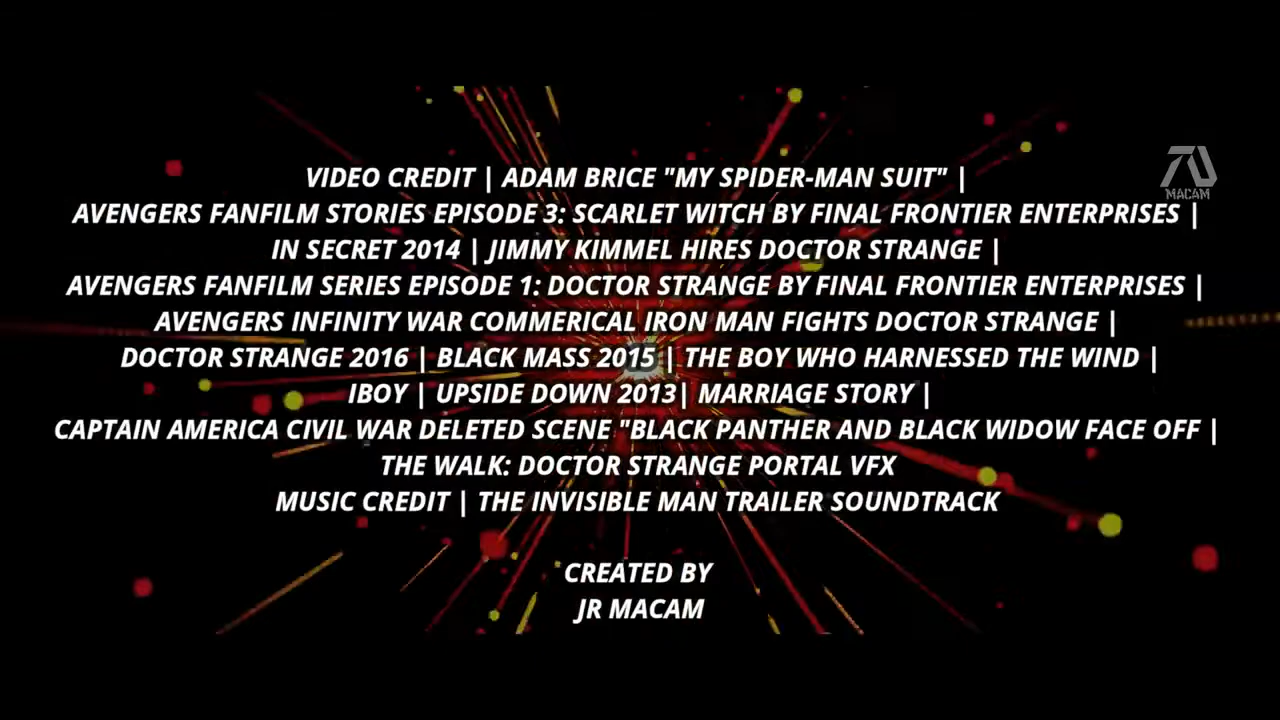 VIDEO CREDIT | ADAM BRICE "MY SPIDER-MAN SUIT" |
AVENGERS FANFILM STORIES EPISODE 3: SCARLET WITCH BY FINAL FRONTIER ENTERPRISES |
IN SECRET 2014 | JIMMY KIMMEL HIRES DOCTOR STRANGE |
AVENGERS FANFILM SERIES EPISODE 1: DOCTOR STRANGE BY FINAL FRONTIER ENTERPRISES |
AVENGERS INFINITY WAR COMMERICAL IRON MAN FIGHTS DOCTOR STRANGE |
DOCTOR STRANGE 2016 | BLACK MASS 2015 | THE BOY WHO HARNESSED THE WIND |
IBOY | UPSIDE DOWN 2013| MARRIAGE STORY |
CAPTAIN AMERICA CIVIL WAR DELETED SCENE "BLACK PANTHER AND BLACK WIDOW FACE OFF |
THE WALK: DOCTOR STRANGE PORTAL VFX
MUSIC CREDIT | THE INVISIBLE MAN TRAILER SOUNDTRACK
CREATED BY
JR MACAM
MACAM